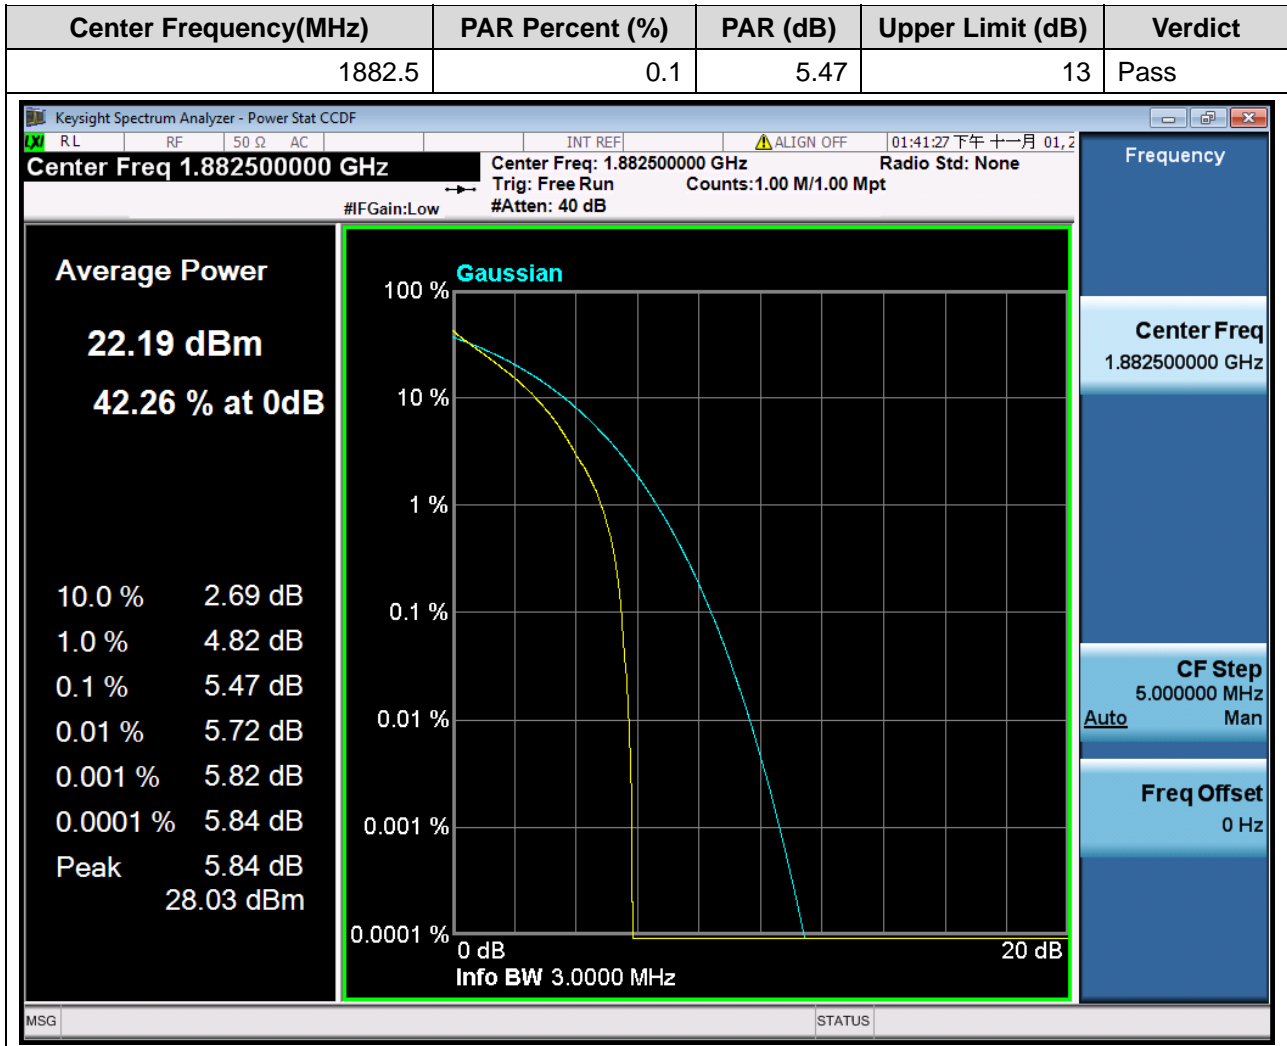 Center Frequency(MHz) PAR Percent (%) PAR (dB) Upper Limit (dB) Verdict
1882.5 0.1 5.47 13 Pass
Keysight Spectrum Analyzer - Power Stat CCDF
LXI RL RF 50 Ω AC INT REF ALIGN OFF 01:41:27 下午 十一月 01, 2
Center Freq 1.882500000 GHz
Center Freq: 1.882500000 GHz Radio Std: None
Trig: Free Run Counts:1.00 M/1.00 Mpt
#IFGain:Low #Atten: 40 dB
Average Power
22.19 dBm
42.26 % at 0dB
10.0 % 2.69 dB
1.0 % 4.82 dB
0.1 % 5.47 dB
0.01 % 5.72 dB
0.001 % 5.82 dB
0.0001 % 5.84 dB
Peak 5.84 dB
28.03 dBm
Gaussian
100 %
10 %
1 %
0.1 %
0.01 %
0.001 %
0.0001 %
0 dB 20 dB
Info BW 3.0000 MHz
Frequency
Center Freq
1.882500000 GHz
CF Step
5.000000 MHz
Auto Man
Freq Offset
0 Hz
MSG STATUS